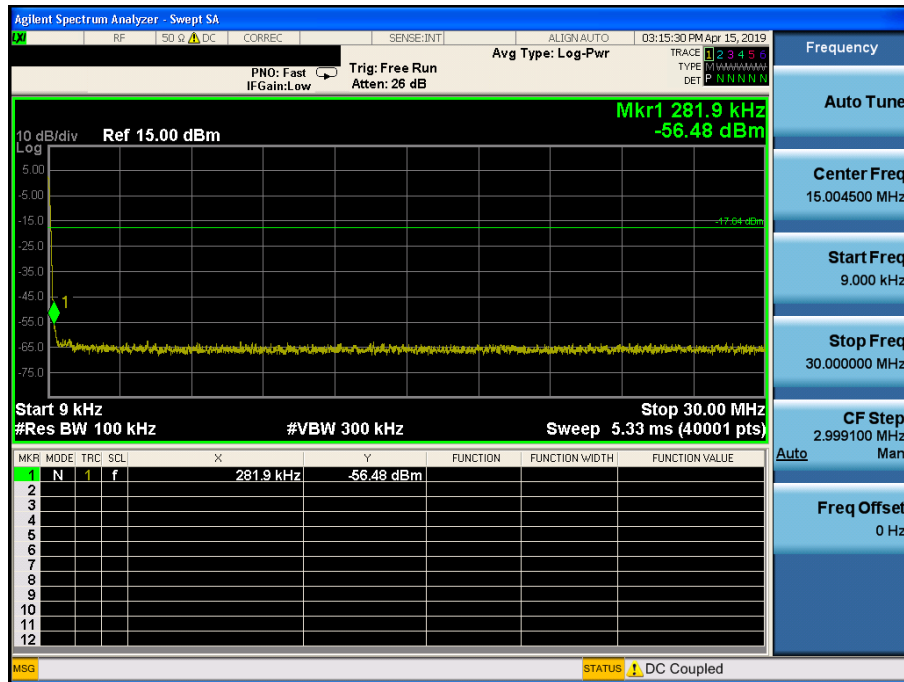 Agilent Spectrum Analyzer - Swept SA
LXI RF 50 Ω DC CORREC SENSE:INT ALIGN AUTO 03:15:30 PM Apr 15, 2019
PNO: Fast
IFGain:Low
Trig: Free Run
Atten: 26 dB
Avg Type: Log-Pwr
TRACE 1 2 3 4 5 6
TYPE M W W W W W
DET P N N N N N
Mkr1 281.9 kHz
-56.48 dBm
10 dB/div Ref 15.00 dBm
Log
5.00
-5.00
-15.0
-17.04 dBm
-25.0
-35.0
-45.0
1
-55.0
-65.0
-75.0
Start 9 kHz Stop 30.00 MHz
#Res BW 100 kHz #VBW 300 kHz Sweep 5.33 ms (40001 pts)
MKR MODE TRC SCL X Y FUNCTION FUNCTION WIDTH FUNCTION VALUE
1 N 1 f 281.9 kHz -56.48 dBm
2
3
4
5
6
7
8
9
10
11
12
MSG STATUS DC Coupled
Frequency
Auto Tune
Center Freq
15.004500 MHz
Start Freq
9.000 kHz
Stop Freq
30.000000 MHz
CF Step
2.999100 MHz
Auto Man
Freq Offset
0 Hz